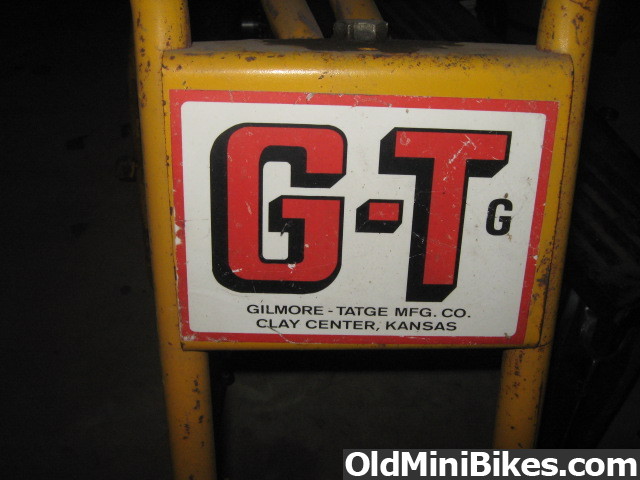 G-T G
GILMORE - TATGE MFG. CO.
CLAY CENTER, KANSAS
OldMiniBikes.com